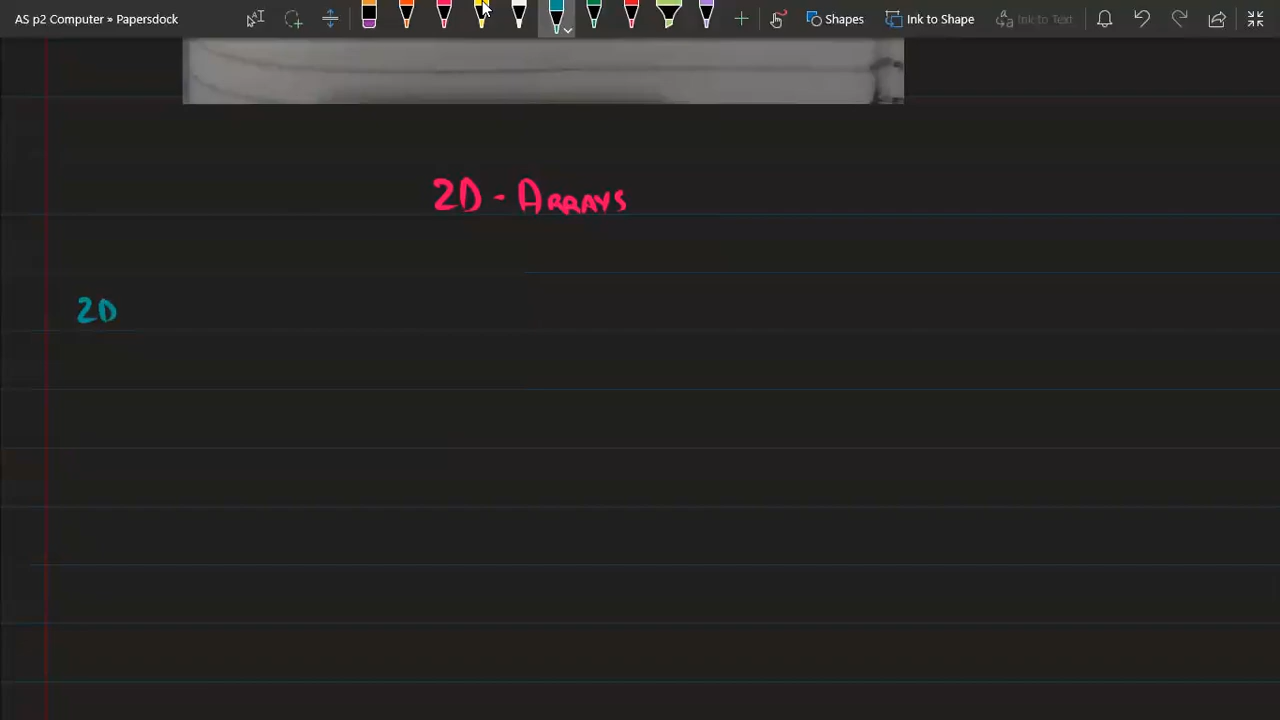 AS p2 Computer » Papersdock
Shapes
Ink to Shape
Ink to Text
2D - ARRAYS
2D